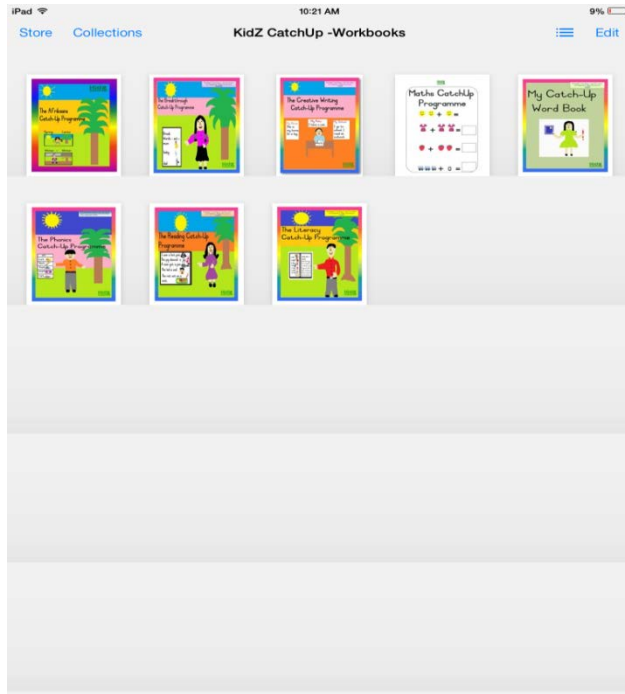 iPad 10:21 AM 9%
Store Collections KidZ CatchUp -Workbooks Edit
The Afrikaans
Catch-Up Programme
The Breakthrough
Catch-Up Programme
The Creative Writing
Catch-Up Programme
Maths CatchUp
Programme
+ =
+ =
+ =
+ =
My Catch-Up
Word Book
The Phonics
Catch-Up Programme
The Reading Catch-Up
Programme
The Literacy
Catch-Up Programme